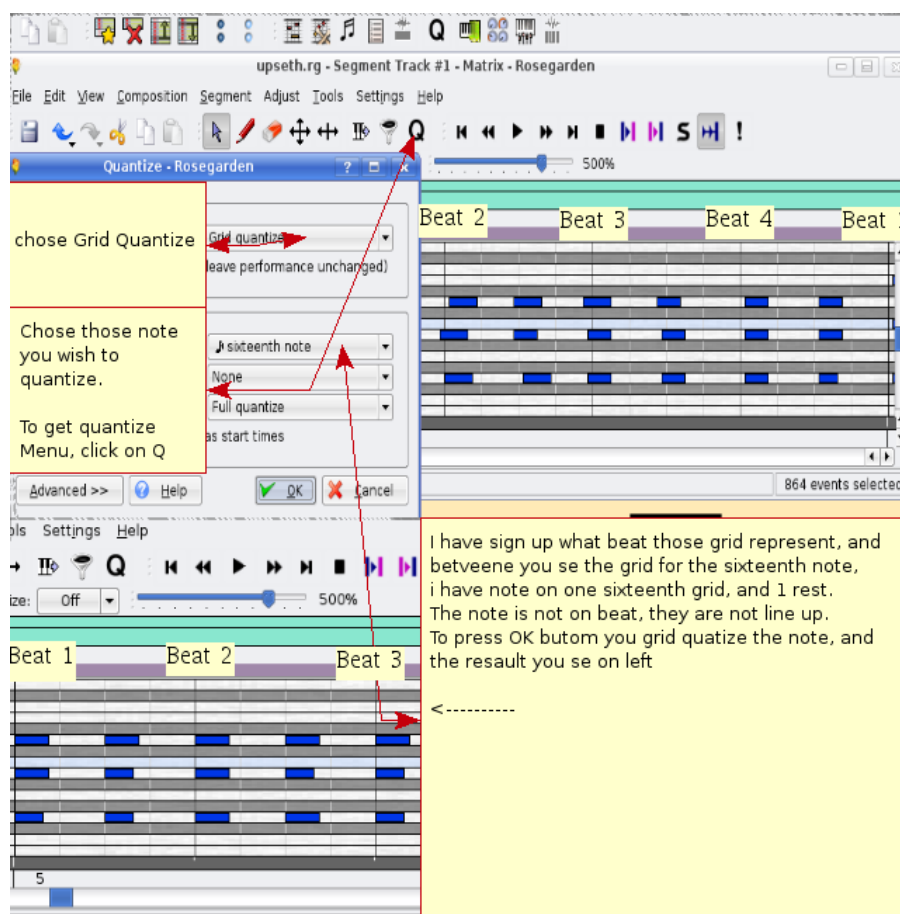 upseth.rg - Segment Track #1 - Matrix - Rosegarden
File Edit View Composition Segment Adjust Tools Settings Help
Q S !
Quantize - Rosegarden ?
500%
Beat 2 Beat 3 Beat 4 Beat
chose Grid Quantize
Grid quantize
leave performance unchanged)
Chose those note
you wish to
quantize.
To get quantize
Menu, click on Q
sixteenth note
None
Full quantize
as start times
Advanced >> Help OK Cancel
864 events selected
ols Settings Help
Q
ize: Off 500%
Beat 1 Beat 2 Beat 3
5
I have sign up what beat those grid represent, and
betveene you se the grid for the sixteenth note,
i have note on one sixteenth grid, and 1 rest.
The note is not on beat, they are not line up.
To press OK butom you grid quatize the note, and
the resault you se on left
<----------